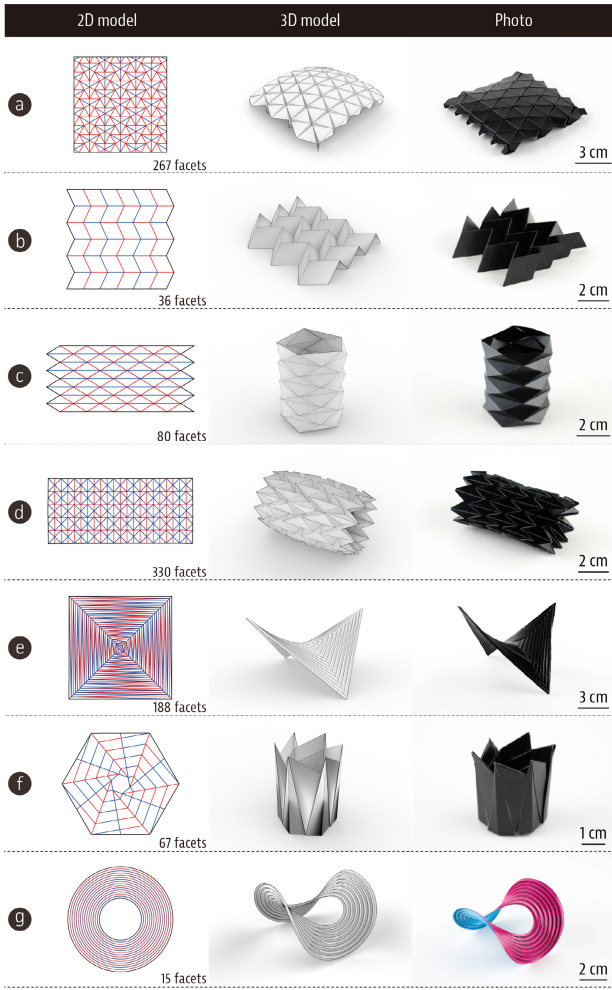 2D model 3D model Photo
a
267 facets 3 cm
b
36 facets 2 cm
c
80 facets 2 cm
d
330 facets 2 cm
e
188 facets 3 cm
f
67 facets 1 cm
g
15 facets 2 cm